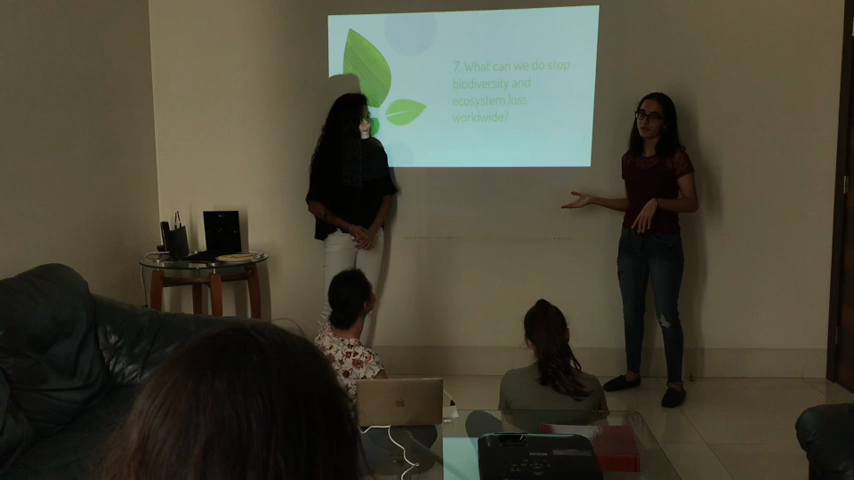 7. What can we do stop
biodiversity and
ecosystem loss
worldwide?